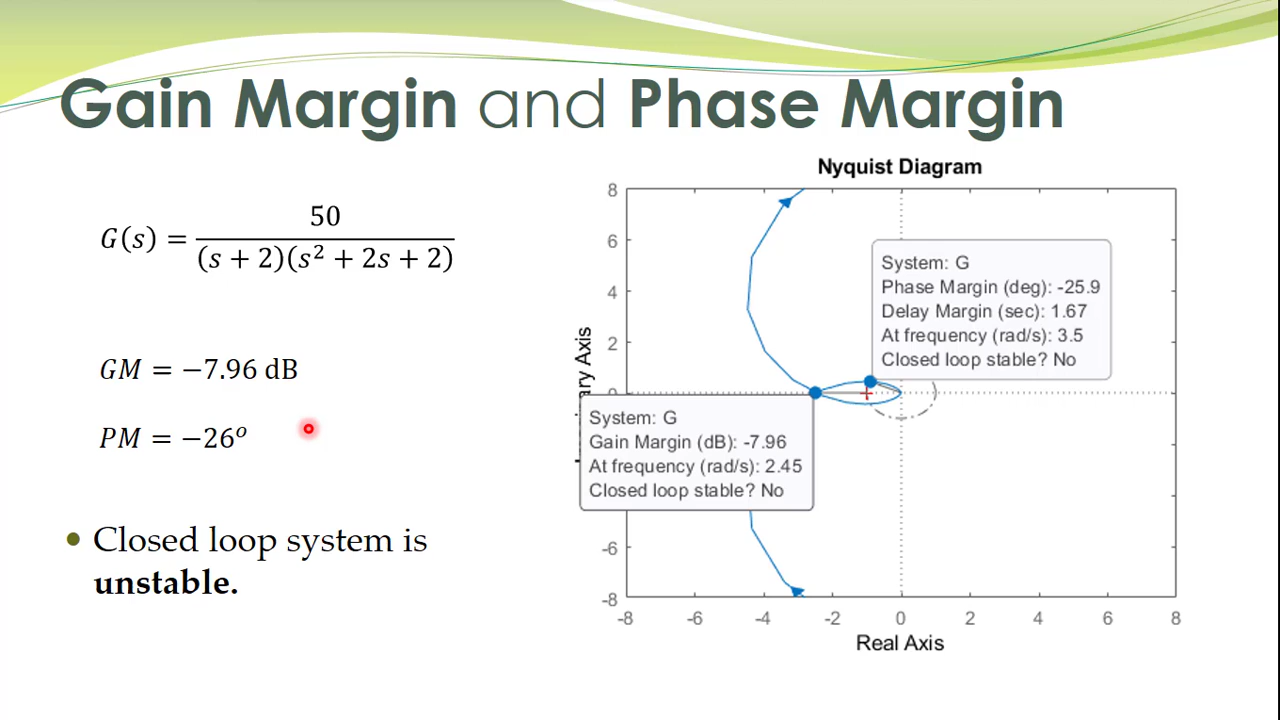 Gain Margin and Phase Margin
G(s) = 50 / (s + 2)(s² + 2s + 2)
GM = −7.96 dB
PM = −26ᵒ
• Closed loop system is
unstable.
Nyquist Diagram
8
6
4
2
0
-6
-8
-8
-6
-4
-2
0
2
4
6
8
Real Axis
Axis
System: G
Phase Margin (deg): -25.9
Delay Margin (sec): 1.67
At frequency (rad/s): 3.5
Closed loop stable? No
System: G
Gain Margin (dB): -7.96
At frequency (rad/s): 2.45
Closed loop stable? No